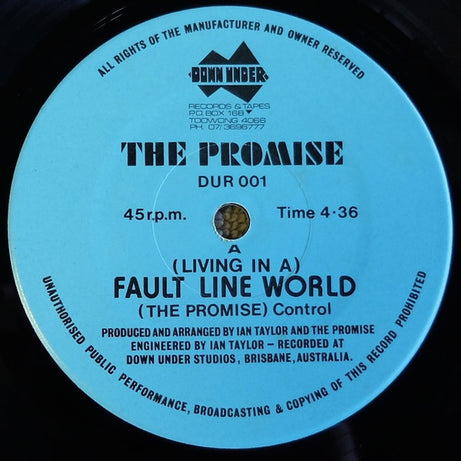 ALL RIGHTS OF THE MANUFACTURER AND OWNER RESERVED
DOWN UNDER
RECORDS & TAPES
P.O. BOX 168
TOOWONG 4066
PH. 07/3696777
THE PROMISE
DUR 001
45 r.p.m. Time 4·36
A
(LIVING IN A)
FAULT LINE WORLD
(THE PROMISE) Control
PRODUCED AND ARRANGED BY IAN TAYLOR AND THE PROMISE
ENGINEERED BY IAN TAYLOR – RECORDED AT
DOWN UNDER STUDIOS, BRISBANE, AUSTRALIA.
UNAUTHORISED PUBLIC PERFORMANCE, BROADCASTING & COPYING OF THIS RECORD PROHIBITED